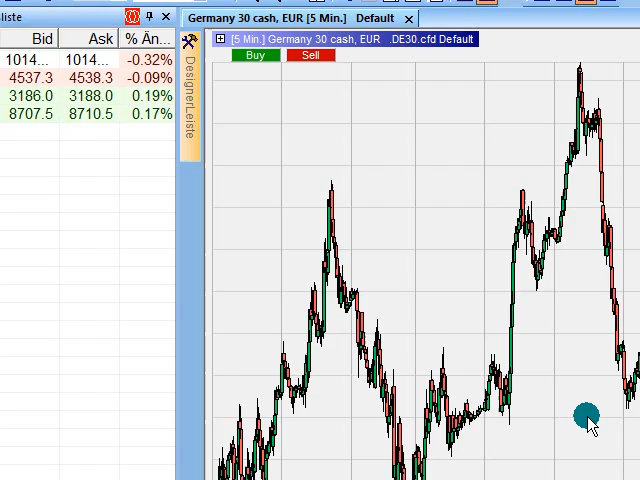 liste
Germany 30 cash, EUR [5 Min.] Default
Bid Ask % Än...
[5 Min.] Germany 30 cash, EUR .DE30.cfd Default
Buy Sell
1014... 1014... -0.32%
4537.3 4538.3 -0.09%
3186.0 3188.0 0.19%
8707.5 8710.5 0.17%
DesignerLeiste